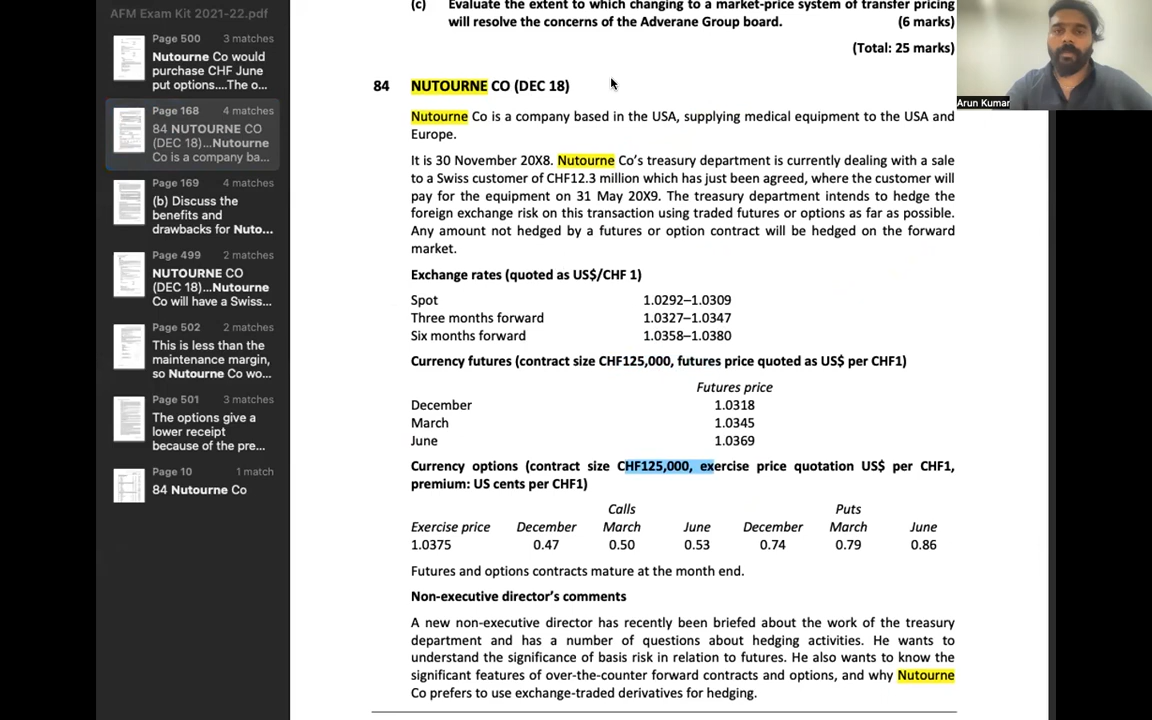 AFM Exam Kit 2021-22.pdf
Page 500 3 matches
Nutourne Co would
purchase CHF June
put options....The o...
Page 168 4 matches
84 NUTOURNE CO
(DEC 18)...Nutourne
Co is a company ba...
Page 169 4 matches
(b) Discuss the
benefits and
drawbacks for Nuto...
Page 499 2 matches
NUTOURNE CO
(DEC 18)...Nutourne
Co will have a Swiss...
Page 502 2 matches
This is less than the
maintenance margin,
so Nutourne Co wo...
Page 501 3 matches
The options give a
lower receipt
because of the pre...
Page 10 1 match
84 Nutourne Co
(c) Evaluate the extent to which changing to a market-price system of transfer pricing
will resolve the concerns of the Adverane Group board. (6 marks)
(Total: 25 marks)
84 NUTOURNE CO (DEC 18)
Nutourne Co is a company based in the USA, supplying medical equipment to the USA and
Europe.
It is 30 November 20X8. Nutourne Co's treasury department is currently dealing with a sale
to a Swiss customer of CHF12.3 million which has just been agreed, where the customer will
pay for the equipment on 31 May 20X9. The treasury department intends to hedge the
foreign exchange risk on this transaction using traded futures or options as far as possible.
Any amount not hedged by a futures or option contract will be hedged on the forward
market.
Exchange rates (quoted as US$/CHF 1)
Spot 1.0292–1.0309
Three months forward 1.0327–1.0347
Six months forward 1.0358–1.0380
Currency futures (contract size CHF125,000, futures price quoted as US$ per CHF1)
Futures price
December 1.0318
March 1.0345
June 1.0369
Currency options (contract size CHF125,000, exercise price quotation US$ per CHF1,
premium: US cents per CHF1)
Calls Puts
Exercise price December March June December March June
1.0375 0.47 0.50 0.53 0.74 0.79 0.86
Futures and options contracts mature at the month end.
Non-executive director's comments
A new non-executive director has recently been briefed about the work of the treasury
department and has a number of questions about hedging activities. He wants to
understand the significance of basis risk in relation to futures. He also wants to know the
significant features of over-the-counter forward contracts and options, and why Nutourne
Co prefers to use exchange-traded derivatives for hedging.
Arun Kumar